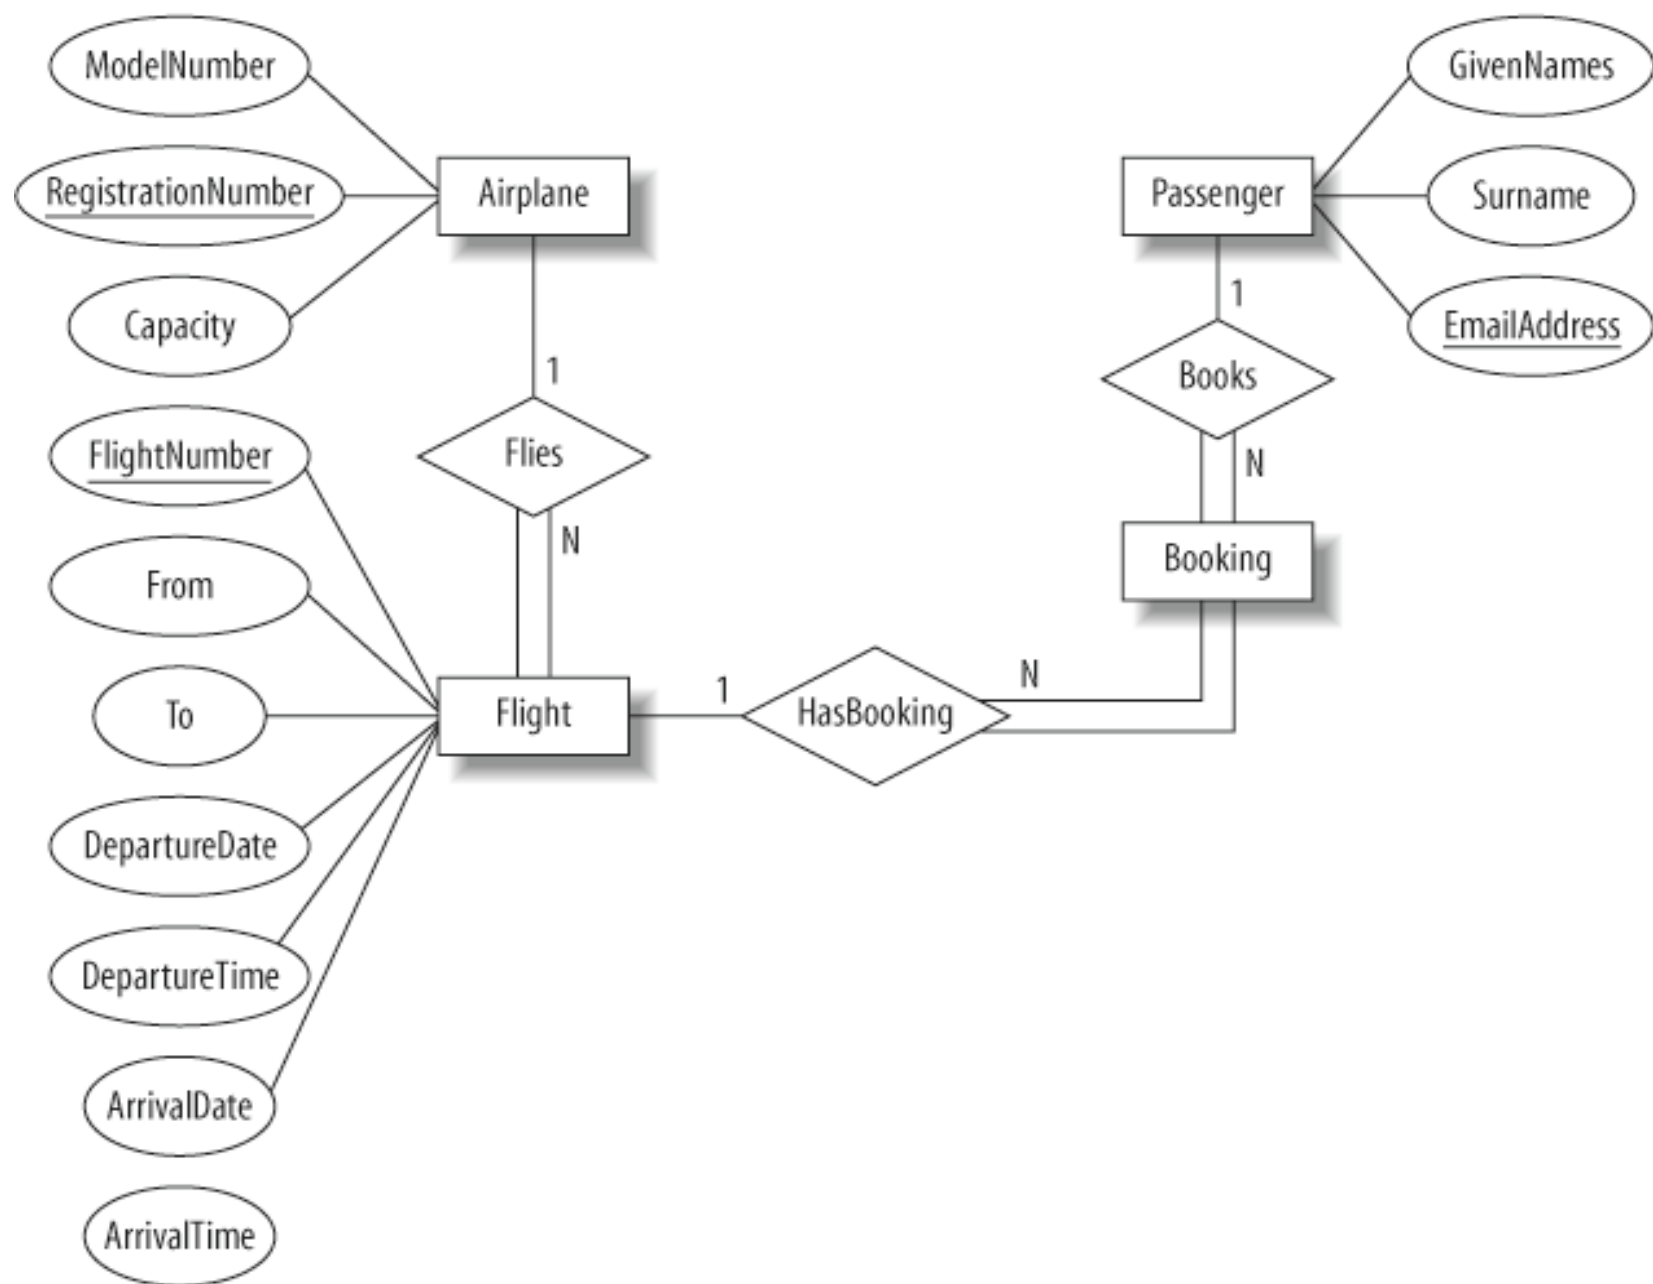 ModelNumber
RegistrationNumber
Capacity
Airplane
1
Flies
N
FlightNumber
From
To
DepartureDate
DepartureTime
ArrivalDate
ArrivalTime
Flight
1
HasBooking
N
GivenNames
Surname
EmailAddress
Passenger
1
Books
N
Booking